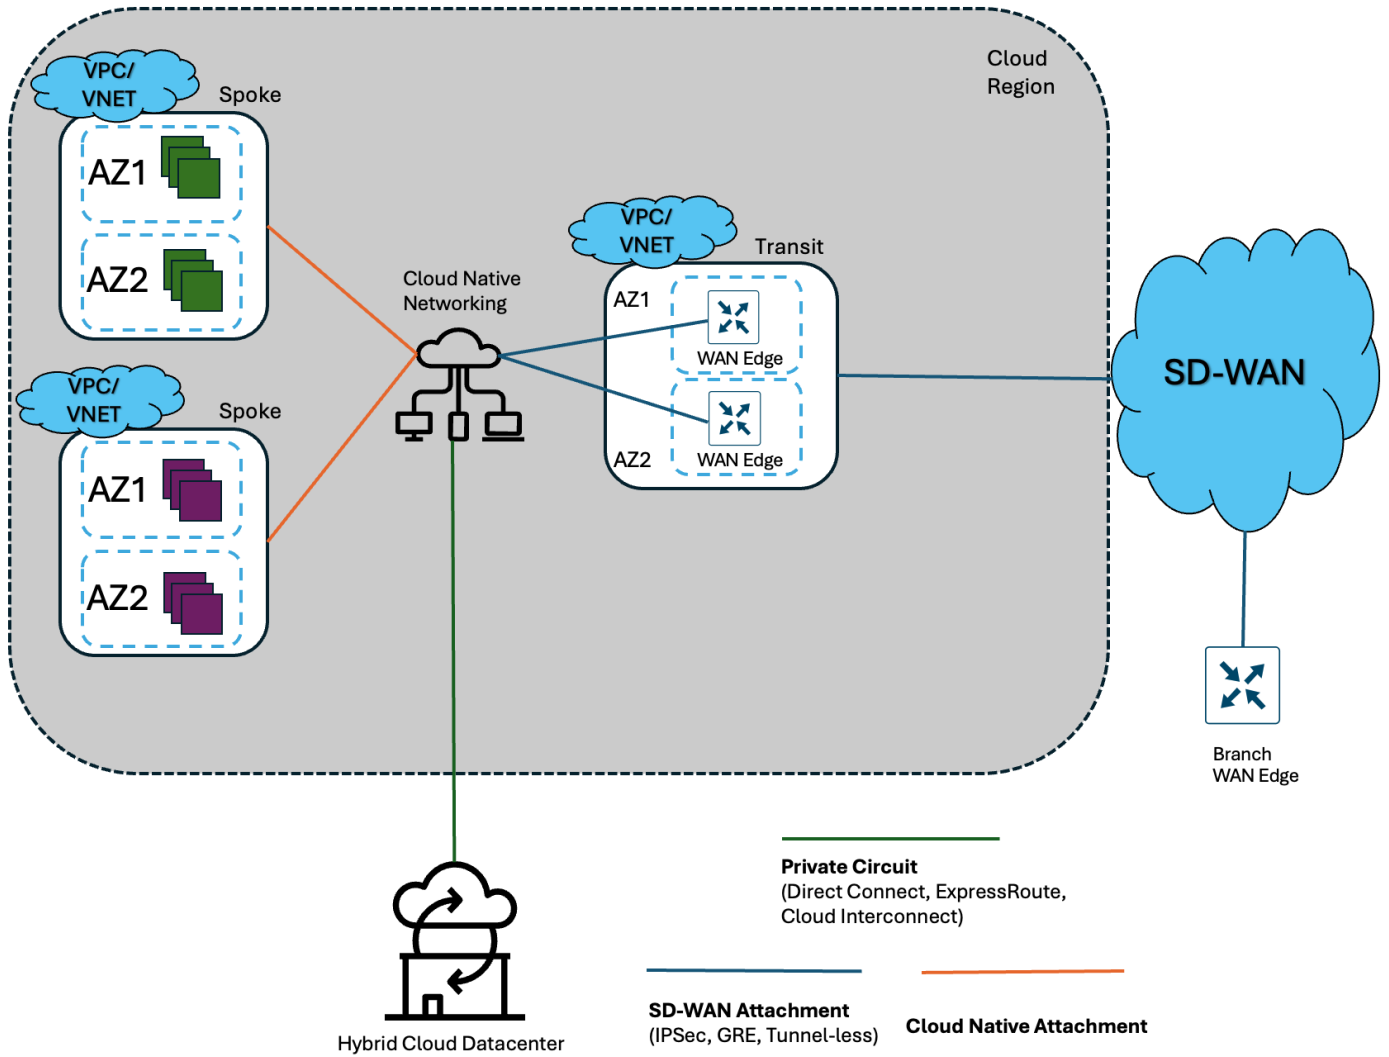 Cloud
Region
VPC/
VNET
Spoke
AZ1
AZ2
VPC/
VNET
Spoke
AZ1
AZ2
Cloud Native
Networking
VPC/
VNET
Transit
AZ1
WAN Edge
AZ2
WAN Edge
SD-WAN
Branch
WAN Edge
Hybrid Cloud Datacenter
Private Circuit
(Direct Connect, ExpressRoute,
Cloud Interconnect)
SD-WAN Attachment
(IPSec, GRE, Tunnel-less)
Cloud Native Attachment